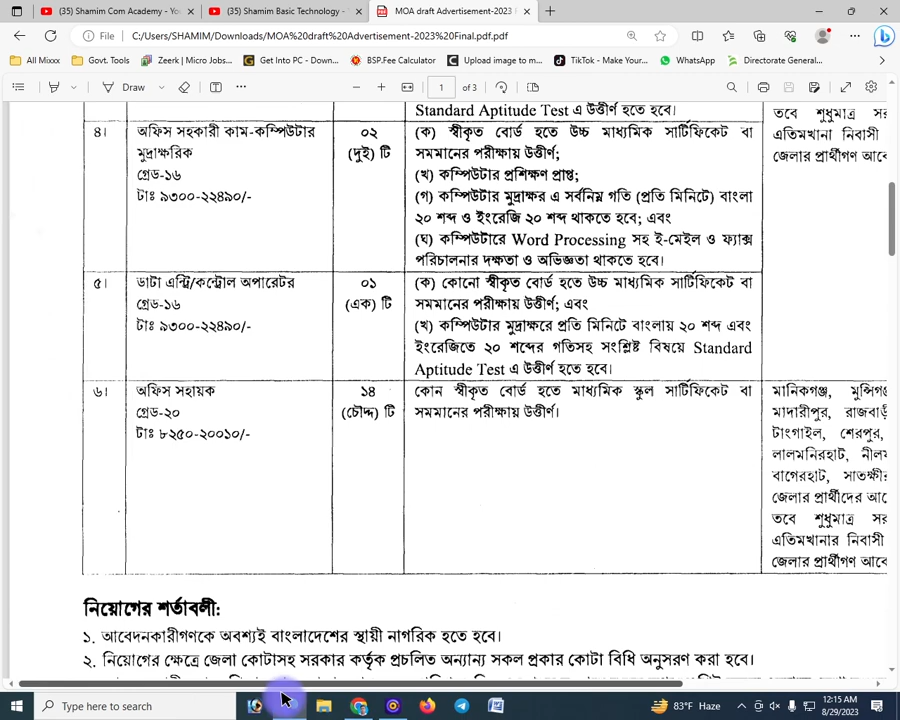 (35) Shamim Com Academy - Yo
(35) Shamim Basic Technology -
MOA draft Advertisement-2023
File
C:/Users/SHAMIM/Downloads/MOA%20draft%20Advertisement-2023%20Final.pdf.pdf
All Mixxx
Govt. Tools
Zeerk | Micro Jobs...
Get Into PC - Down...
BSP.Fee Calculator
Upload image to m...
TikTok - Make Your...
WhatsApp
Directorate General...
Draw
1 of 3
Standard Aptitude Test এ উত্তীর্ণ হতে হবে।
তবে শুধুমাত্র
এতিমখানা নিবাসী
জেলার প্রার্থীগণ আবে
৪। অফিস সহকারী কাম-কম্পিউটার
মুদ্রাক্ষরিক
গ্রেড-১৬
টাঃ ৯৩০০-২২৪৯০/-
০২
(দুই) টি
(ক) স্বীকৃত বোর্ড হতে উচ্চ মাধ্যমিক সার্টিফিকেট বা
সমমানের পরীক্ষায় উত্তীর্ণ;
(খ) কম্পিউটার প্রশিক্ষণ প্রাপ্ত;
(গ) কম্পিউটার মুদ্রাক্ষর এ সর্বনিম্ন গতি (প্রতি মিনিটে) বাংলা
২০ শব্দ ও ইংরেজি ২০ শব্দ থাকতে হবে; এবং
(ঘ) কম্পিউটারে Word Processing সহ ই-মেইল ও ফ্যাক্স
পরিচালনার দক্ষতা ও অভিজ্ঞতা থাকতে হবে।
৫। ডাটা এন্ট্রি/কন্ট্রোল অপারেটর
গ্রেড-১৬
টাঃ ৯৩০০-২২৪৯০/-
০১
(এক) টি
(ক) কোনো স্বীকৃত বোর্ড হতে উচ্চ মাধ্যমিক সার্টিফিকেট বা
সমমানের পরীক্ষায় উত্তীর্ণ; এবং
(খ) কম্পিউটার মুদ্রাক্ষরে প্রতি মিনিটে বাংলায় ২০ শব্দ এবং
ইংরেজিতে ২০ শব্দের গতিসহ সংশ্লিষ্ট বিষয়ে Standard
Aptitude Test এ উত্তীর্ণ হতে হবে।
৬। অফিস সহায়ক
গ্রেড-২০
টাঃ ৮২৫০-২০০১০/-
১৪
(চৌদ্দ) টি
কোন স্বীকৃত বোর্ড হতে মাধ্যমিক স্কুল সার্টিফিকেট বা
সমমানের পরীক্ষায় উত্তীর্ণ।
মানিকগঞ্জ, মুন্সিগ
মাদারীপুর, রাজবা
টাংগাইল, শেরপুর,
লালমনিরহাট, নীল
বাগেরহাট, সাতক্ষী
জেলার প্রার্থীদের আ
তবে শুধুমাত্র
এতিমখানার নিবাসী
জেলার প্রার্থীগণ আবে
নিয়োগের শর্তাবলী:
১. আবেদনকারীগণকে অবশ্যই বাংলাদেশের স্থায়ী নাগরিক হতে হবে।
২. নিয়োগের ক্ষেত্রে জেলা কোটাসহ সরকার কর্তৃক প্রচলিত অন্যান্য সকল প্রকার কোটা বিধি অনুসরণ করা হবে।
Type here to search
83°F Haze
12:15 AM
8/29/2023